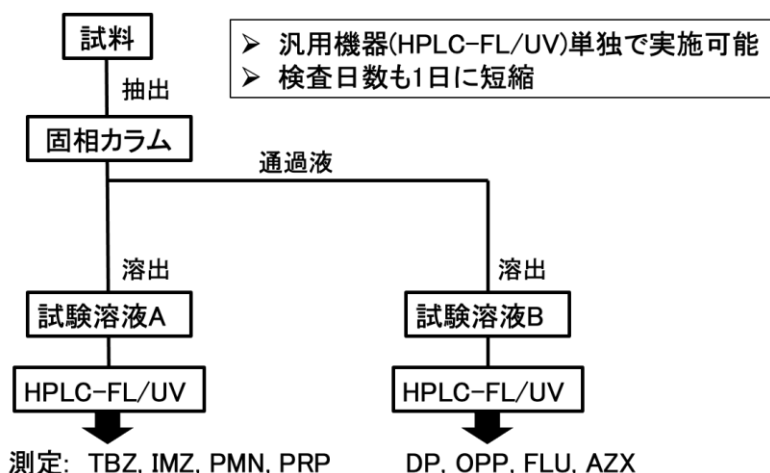 試料
➢ 汎用機器(HPLC-FL/UV)単独で実施可能
➢ 検査日数も1日に短縮
抽出
固相カラム
通過液
溶出
溶出
試験溶液A
試験溶液B
HPLC-FL/UV
HPLC-FL/UV
測定: TBZ, IMZ, PMN, PRP
DP, OPP, FLU, AZX